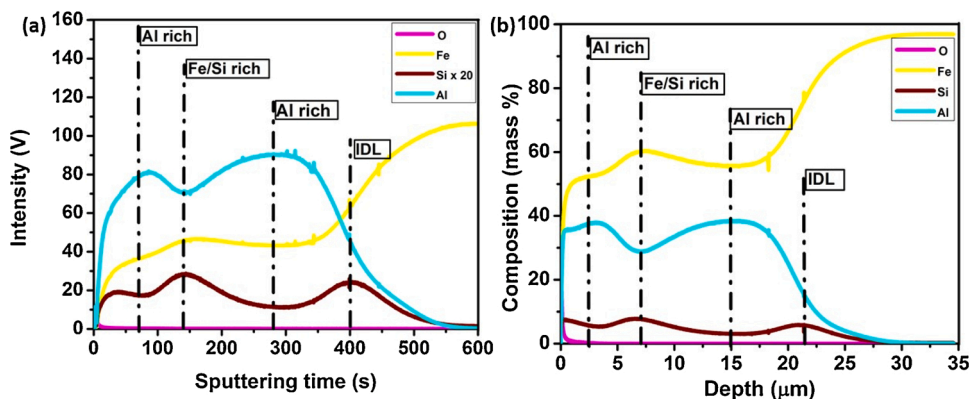 (a)
160
140
120
100
80
60
40
20
0
Intensity (V)
0 100 200 300 400 500 600
Sputtering time (s)
Al rich
Fe/Si rich
Al rich
IDL
O
Fe
Si x 20
Al
(b)
100
80
60
40
20
0
Composition (mass %)
0 5 10 15 20 25 30 35
Depth (μm)
Al rich
Fe/Si rich
Al rich
IDL
O
Fe
Si
Al